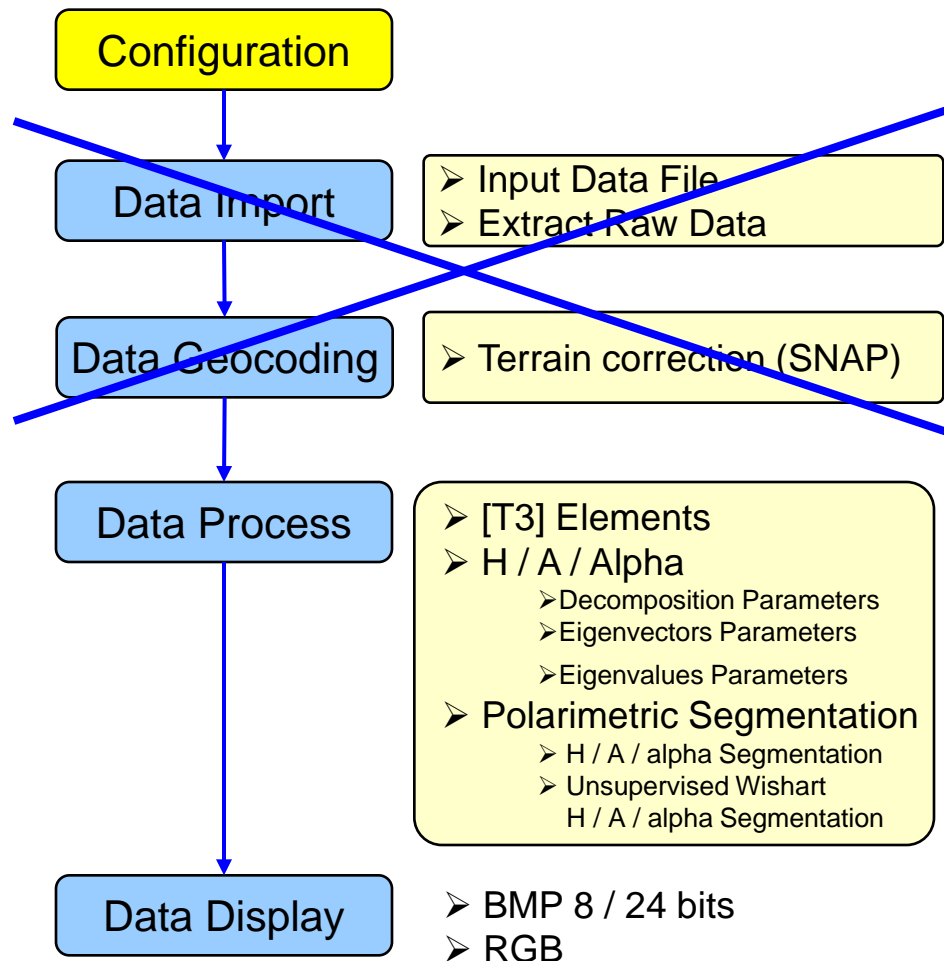 Configuration
Data Import
➢ Input Data File
➢ Extract Raw Data
Data Geocoding
➢ Terrain correction (SNAP)
Data Process
➢ [T3] Elements
➢ H / A / Alpha
➢Decomposition Parameters
➢Eigenvectors Parameters
➢Eigenvalues Parameters
➢ Polarimetric Segmentation
➢ H / A / alpha Segmentation
➢ Unsupervised Wishart
H / A / alpha Segmentation
Data Display
➢ BMP 8 / 24 bits
➢ RGB